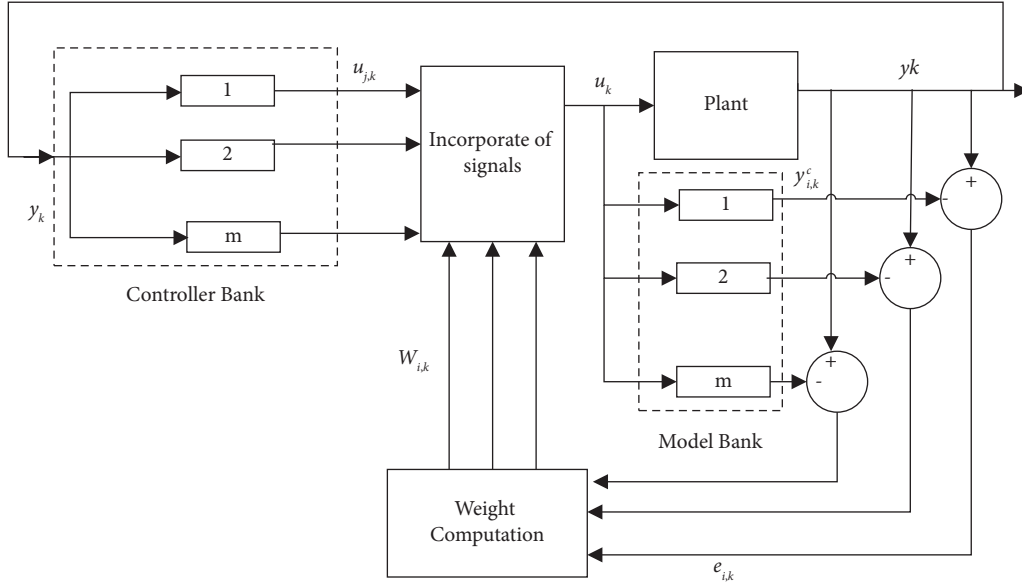 yk
u_{j,k}
u_k
Plant
1
Incorporate of
signals
2
y_k
m
Controller Bank
y^c_{i,k}
1
+
-
2
+
-
m
+
-
Model Bank
W_{i,k}
Weight
Computation
e_{i,k}